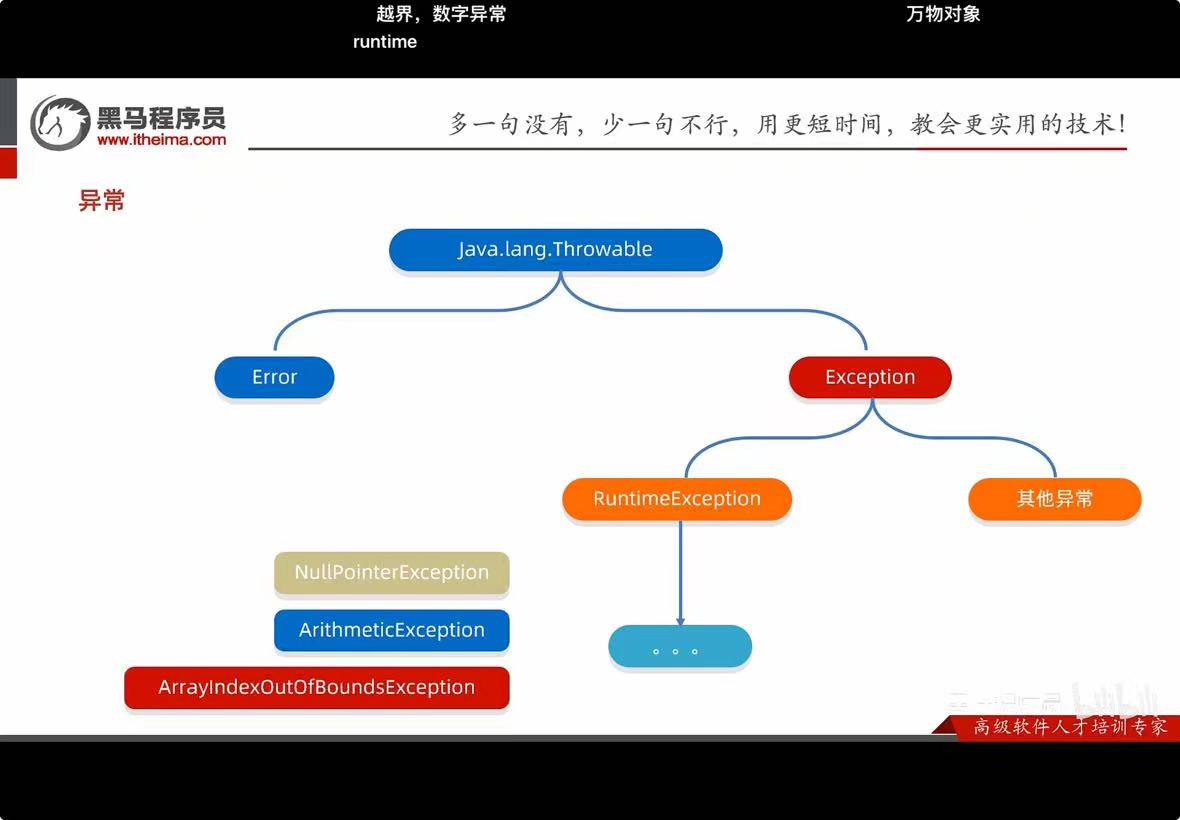 越界，数字异常
万物对象
runtime
黑马程序员
www.itheima.com
多一句没有，少一句不行，用更短时间，教会更实用的技术！
异常
Java.lang.Throwable
Error
Exception
RuntimeException
其他异常
NullPointerException
ArithmeticException
。。。
ArrayIndexOutOfBoundsException
bilibili
高级软件人才培训专家